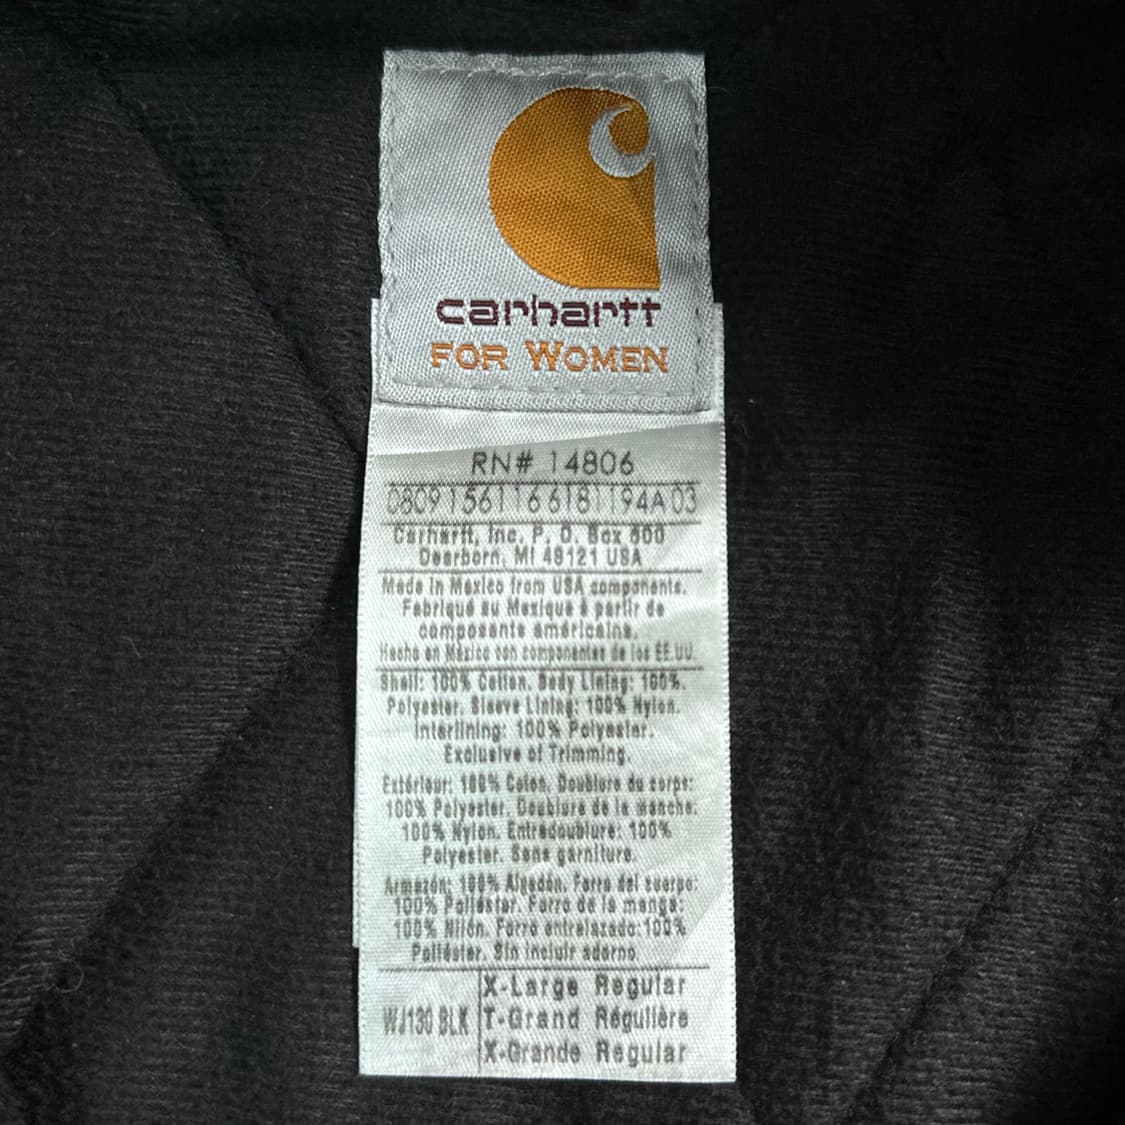 carhartt
FOR WOMEN
RN# 14806
08091561166181194A03
Carhartt, Inc. P. O. Box 600
Dearborn, MI 48121 USA
Made in Mexico from USA components.
Fabriqué au Mexique à partir de
composants américains.
Hecho en México con componentes de los EE.UU.
Shell: 100% Cotton. Body Lining: 100%.
Polyester. Sleeve Lining: 100% Nylon.
Interlining: 100% Polyester.
Exclusive of Trimming.
Extérieur: 100% Coton. Doublure du corps:
100% Polyester. Doublure de la manche:
100% Nylon. Entredoublure: 100%
Polyester. Sans garniture.
Armazón: 100% Algodón. Forro del cuerpo:
100% Poliéster. Forro de la manga:
100% Nilón. Forro entrelazado: 100%
Poliéster. Sin incluir adorno
WJ130 BLK
X-Large Regular
T-Grand Régulière
X-Grande Regular